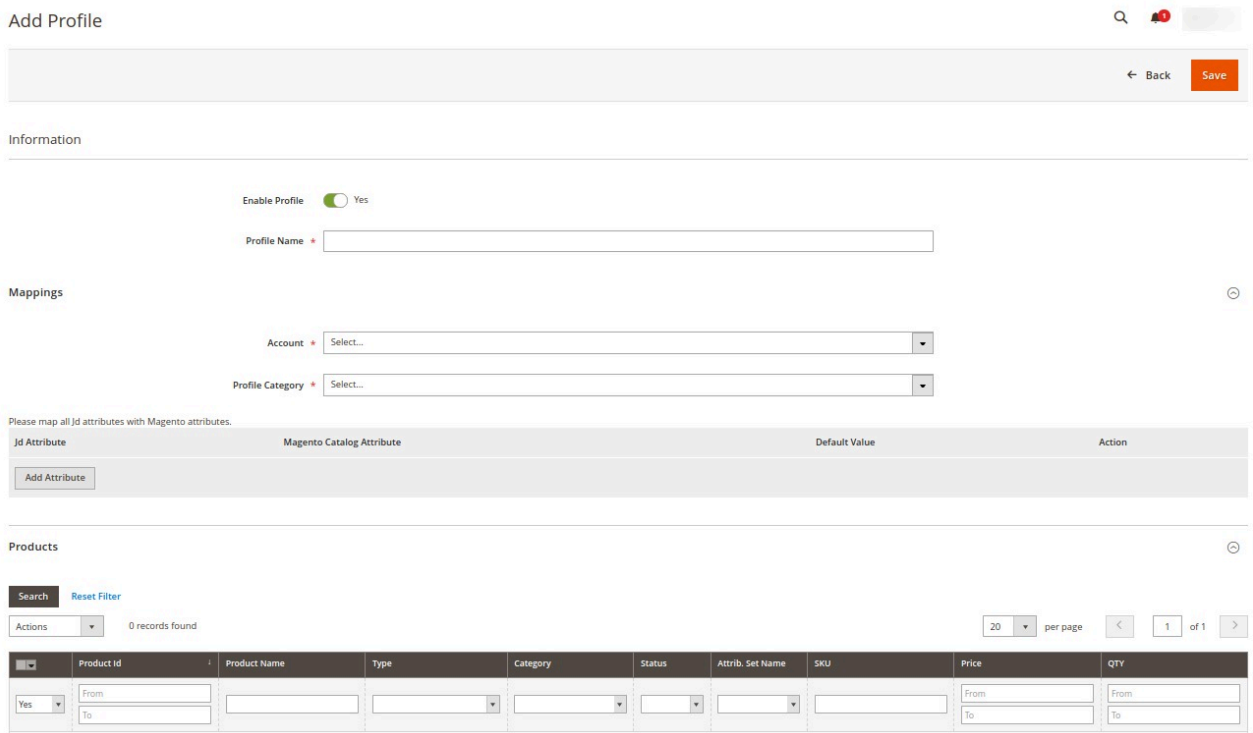 Add Profile
1
Back
Save
Information
Enable Profile Yes
Profile Name *
Mappings
Account * Select...
Profile Category * Select...
Please map all Jd attributes with Magento attributes.
Jd Attribute Magento Catalog Attribute Default Value Action
Add Attribute
Products
Search Reset Filter
Actions 0 records found 20 per page 1 of 1
Product Id ↓ Product Name Type Category Status Attrib. Set Name SKU Price QTY
Yes From From From
To To To